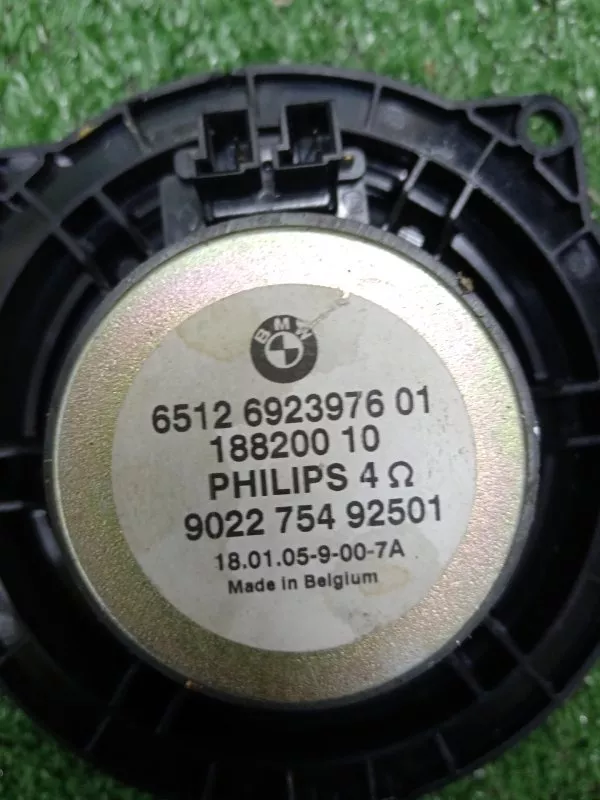 BMW
6512 6923976 01
188200 10
PHILIPS 4 Ω
9022 754 92501
18.01.05-9-00-7A
Made in Belgium